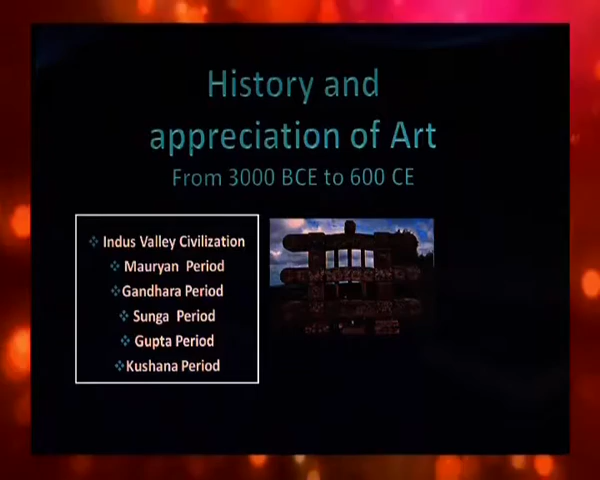 History and
appreciation of Art
From 3000 BCE to 600 CE
Indus Valley Civilization
Mauryan Period
Gandhara Period
Sunga Period
Gupta Period
Kushana Period